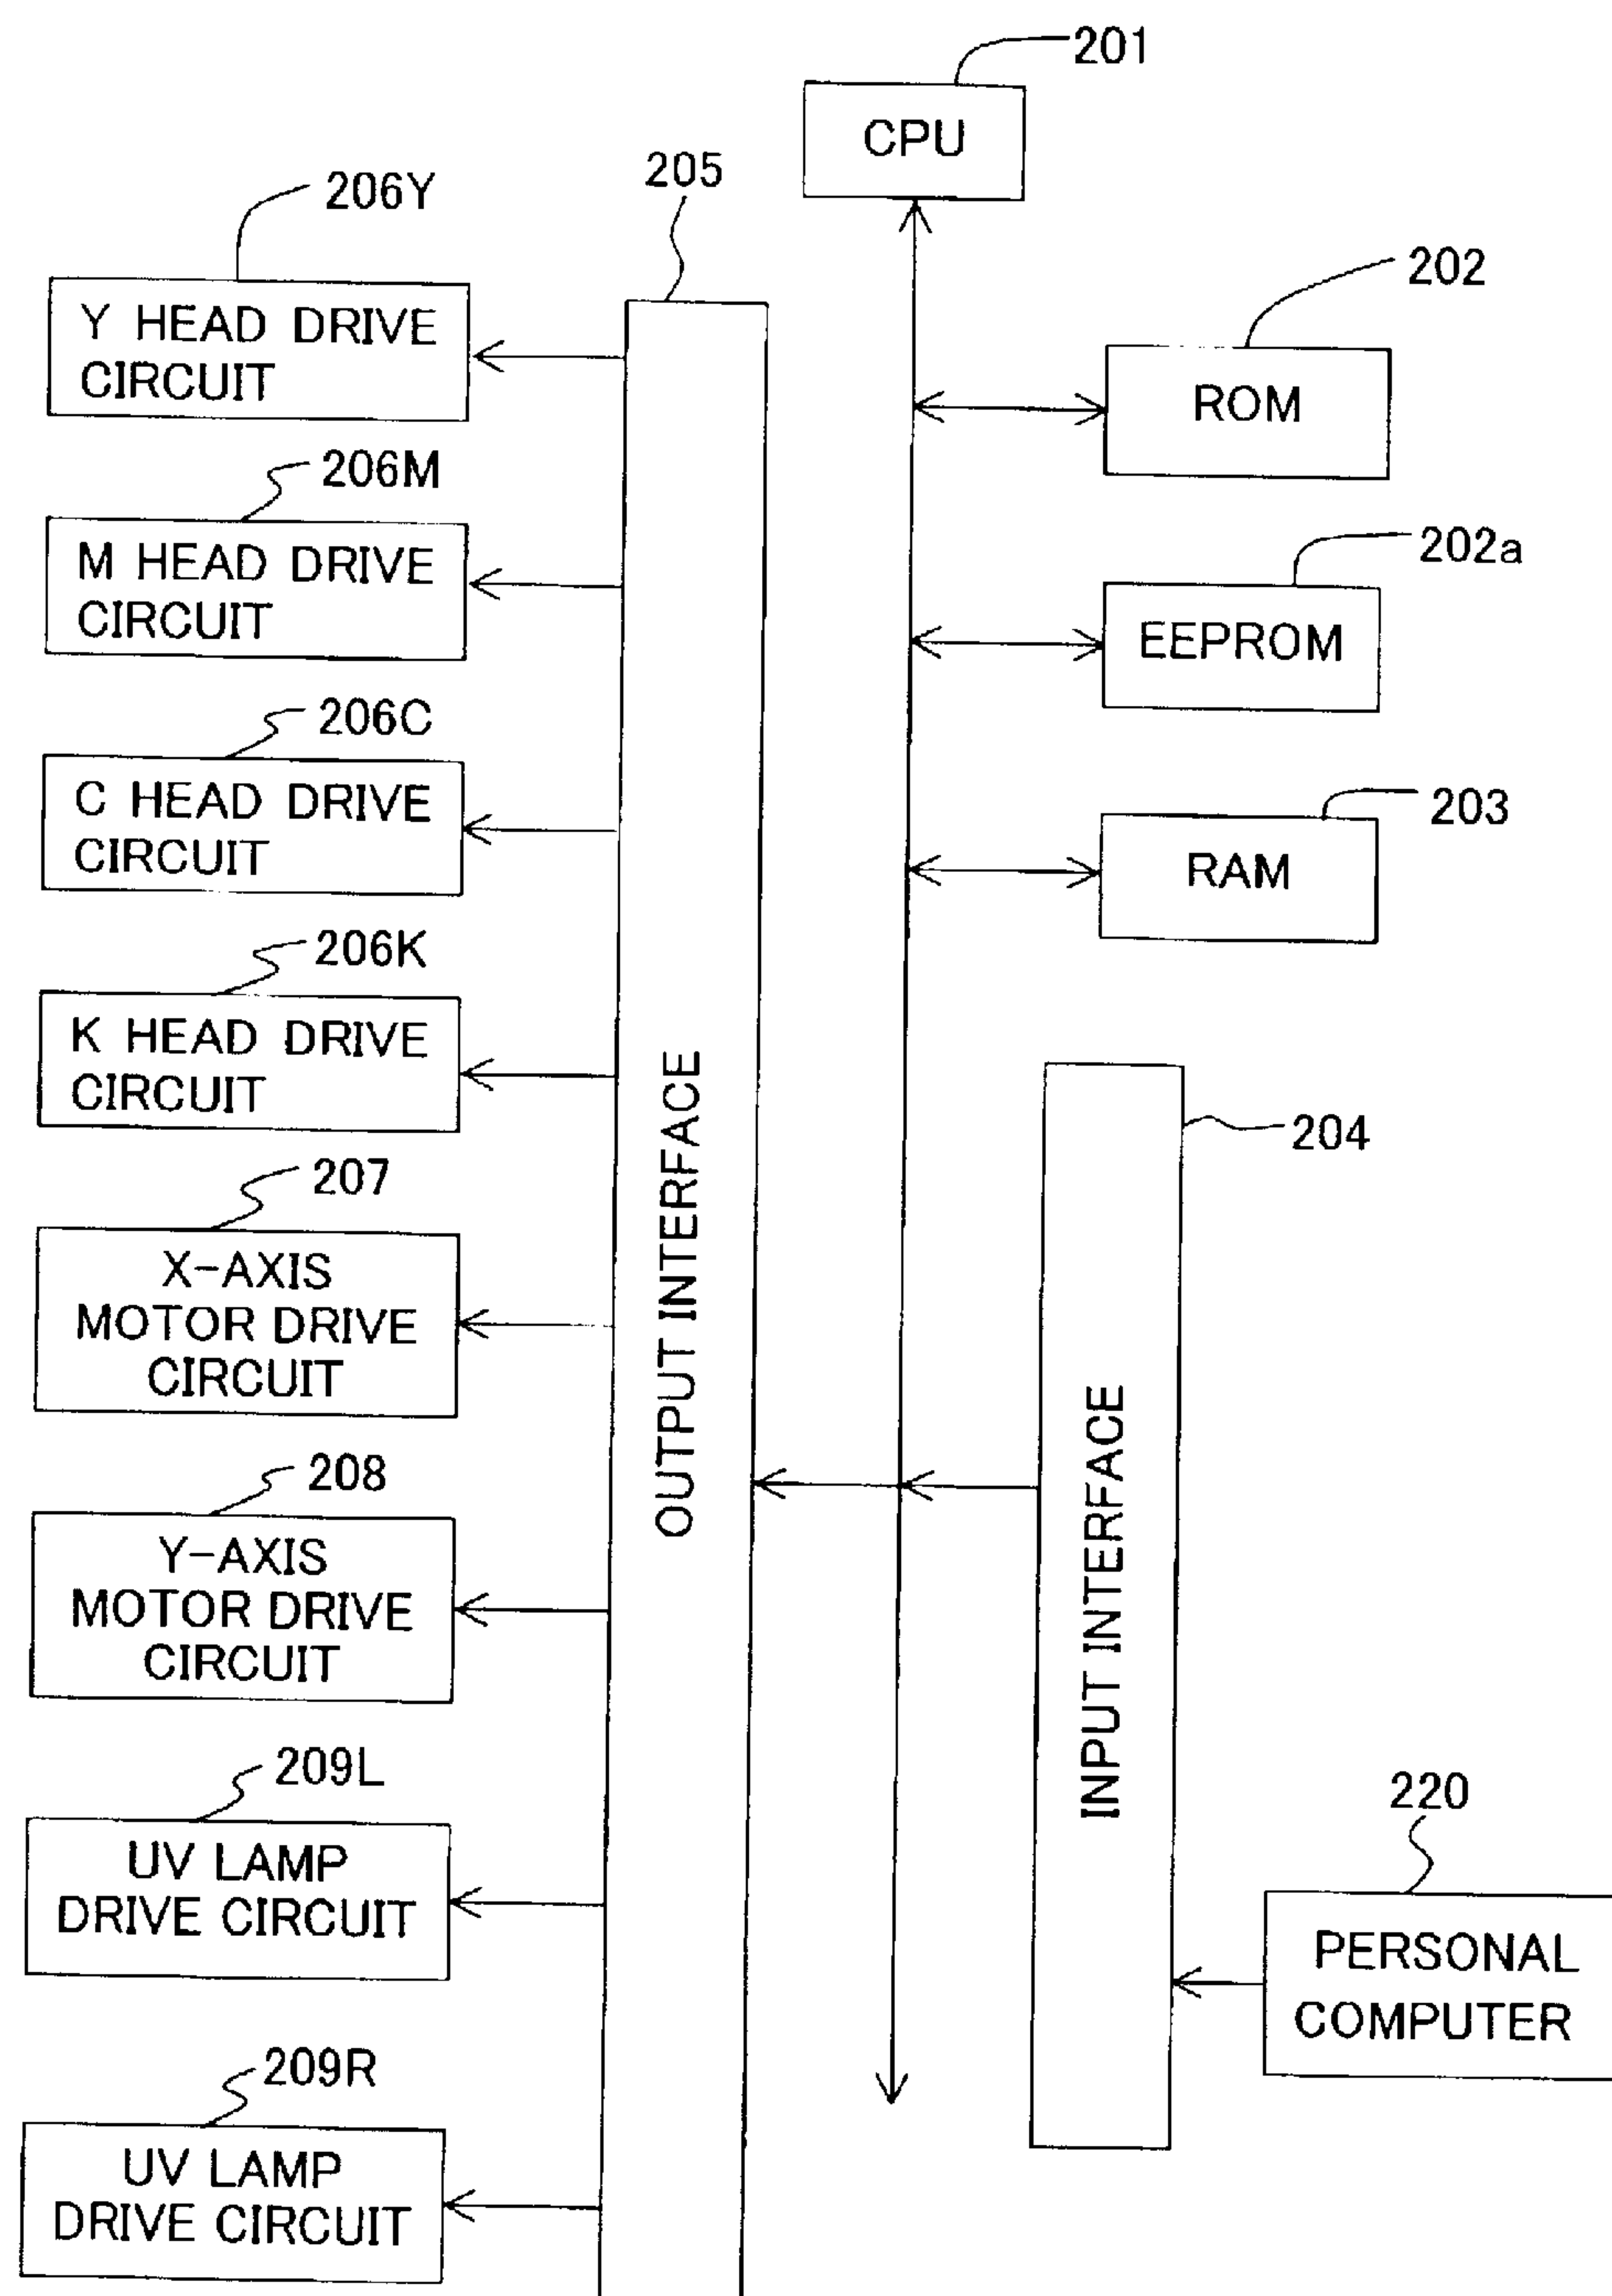 201
CPU
205
206Y
Y HEAD DRIVE
CIRCUIT
202
ROM
206M
M HEAD DRIVE
CIRCUIT
202a
EEPROM
206C
C HEAD DRIVE
CIRCUIT
203
RAM
206K
K HEAD DRIVE
CIRCUIT
OUTPUT INTERFACE
204
INPUT INTERFACE
207
X-AXIS
MOTOR DRIVE
CIRCUIT
208
Y-AXIS
MOTOR DRIVE
CIRCUIT
209L
UV LAMP
DRIVE CIRCUIT
220
PERSONAL
COMPUTER
209R
UV LAMP
DRIVE CIRCUIT